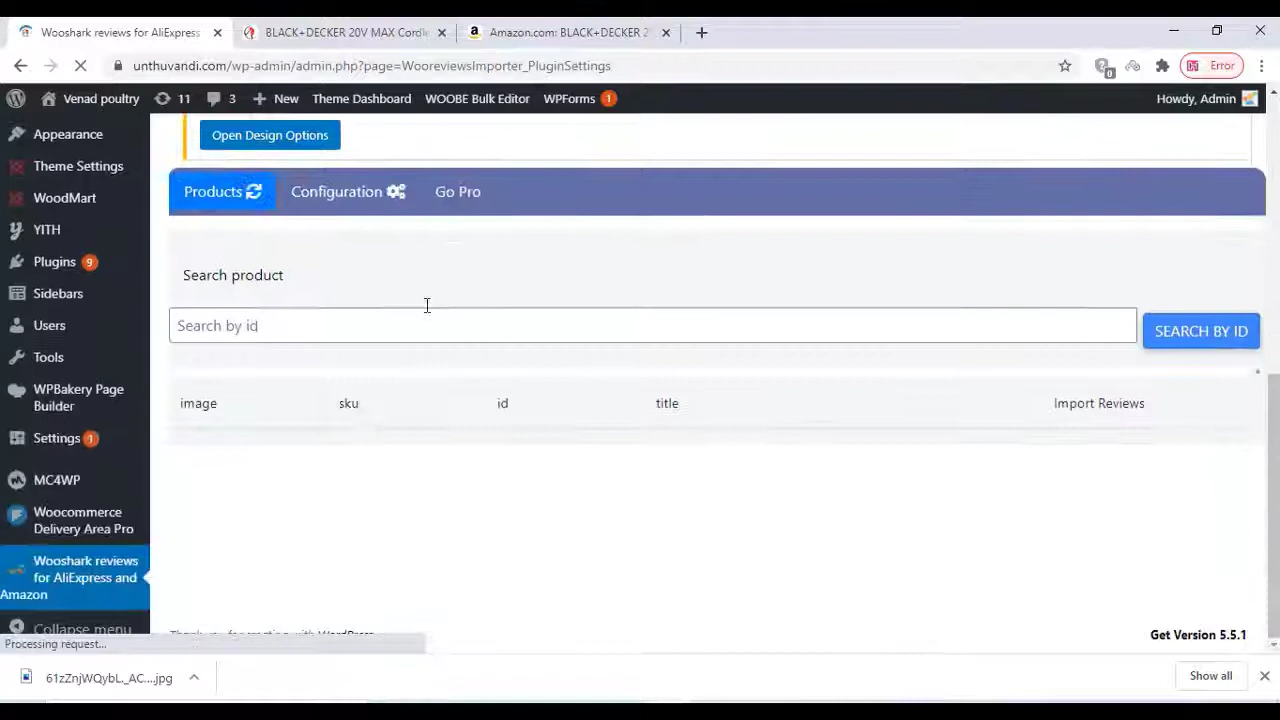 Wooshark reviews for AliExpress
BLACK+DECKER 20V MAX Cordle
Amazon.com: BLACK+DECKER 2
unthuvandi.com/wp-admin/admin.php?page=WooreviewsImporter_PluginSettings
0
Error
Venad poultry
11
3
New
Theme Dashboard
WOOBE Bulk Editor
WPForms
1
Howdy, Admin
Appearance
Theme Settings
WoodMart
YITH
Plugins 9
Sidebars
Users
Tools
WPBakery Page
Builder
Settings 1
MC4WP
Woocommerce
Delivery Area Pro
Wooshark reviews
for AliExpress and
Amazon
Collapse menu
Processing request...
Open Design Options
Products
Configuration
Go Pro
Search product
Search by id
SEARCH BY ID
image
sku
id
title
Import Reviews
Thank you for creating with WordPress
Get Version 5.5.1
61zZnjWQybL._AC....jpg
Show all